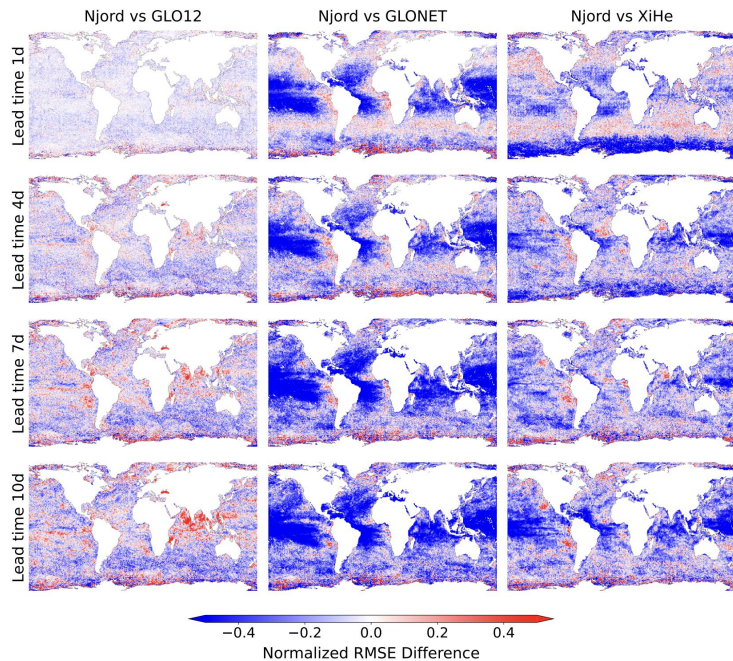 Njord vs GLO12 Njord vs GLONET Njord vs XiHe
Lead time 1d
Lead time 4d
Lead time 7d
Lead time 10d
−0.4 −0.2 0.0 0.2 0.4
Normalized RMSE Difference